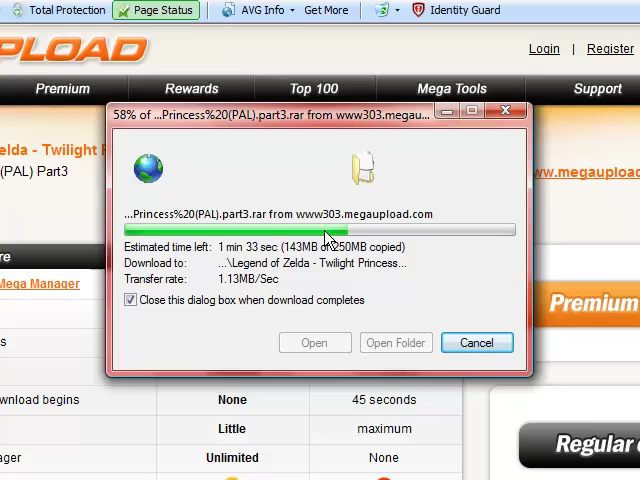 Total Protection Page Status AVG Info Get More Identity Guard
PLOAD
Login | Register
Premium Rewards Top 100 Mega Tools Support
58% of ...Princess%20(PAL).part3.rar from www303.megau...
Zelda - Twilight
(PAL) Part3
www.megaupload
...Princess%20(PAL).part3.rar from www303.megaupload.com
Estimated time left: 1 min 33 sec (143MB of 250MB copied)
Download to: ...\Legend of Zelda - Twilight Princess...
Transfer rate: 1.13MB/Sec
Close this dialog box when download completes
Open Open Folder Cancel
re
Mega Manager
Premium
s
wnload begins None 45 seconds
Little maximum
Regular
ager Unlimited None